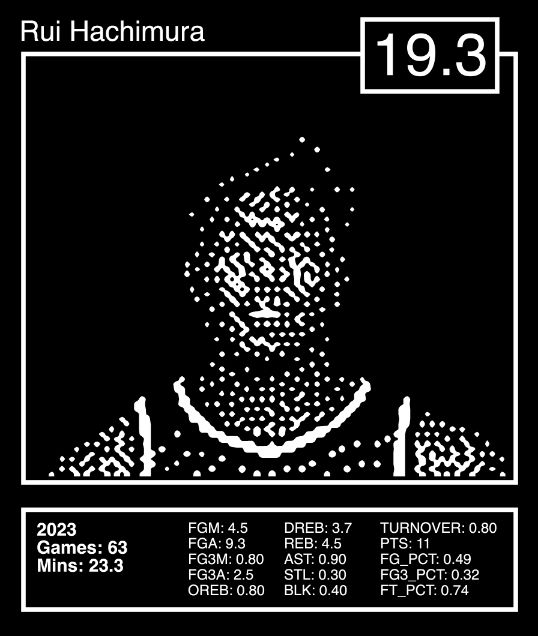 Rui Hachimura
19.3
2023
Games: 63
Mins: 23.3
FGM: 4.5
FGA: 9.3
FG3M: 0.80
FG3A: 2.5
OREB: 0.80
DREB: 3.7
REB: 4.5
AST: 0.90
STL: 0.30
BLK: 0.40
TURNOVER: 0.80
PTS: 11
FG_PCT: 0.49
FG3_PCT: 0.32
FT_PCT: 0.74